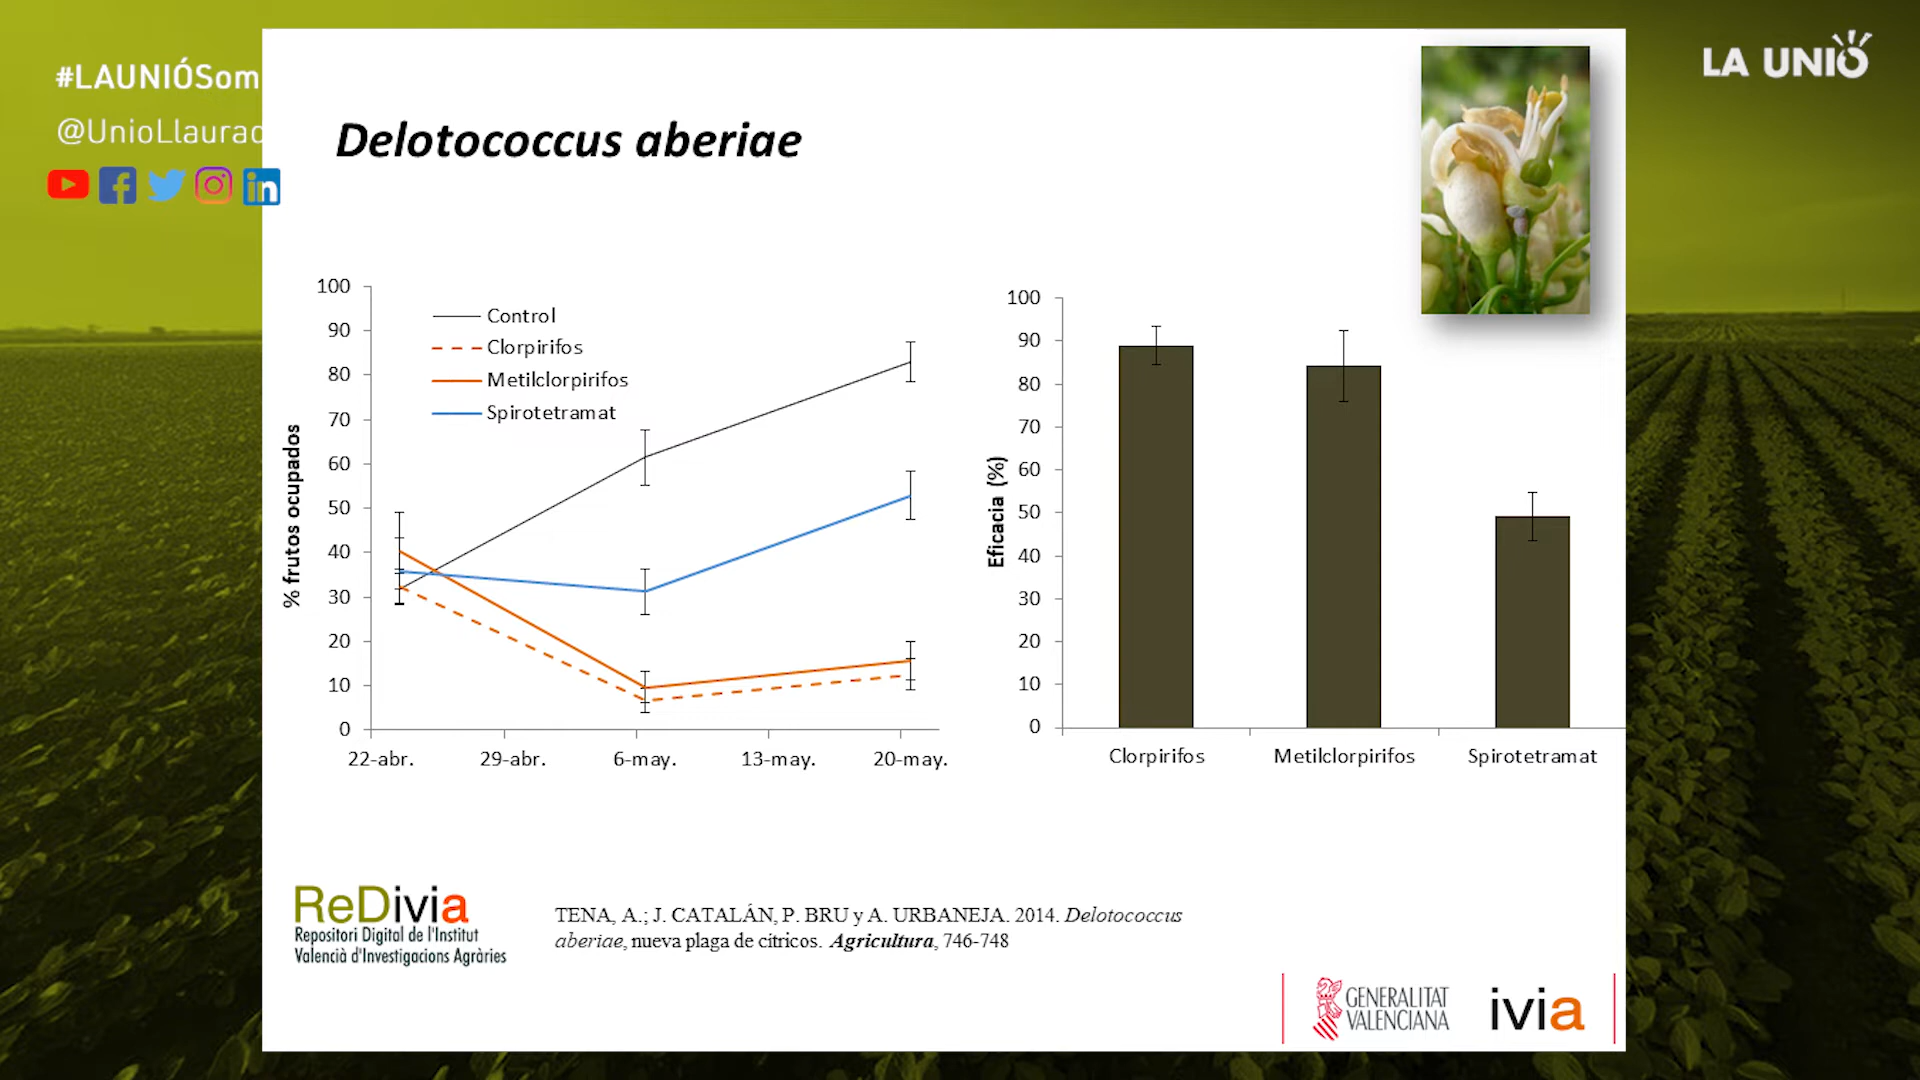 #LAUNIÓSom
@UnioLlaurad
LA UNIÓ
Delotococcus aberiae
% frutos ocupados
100
90
80
70
60
50
40
30
20
10
0
Control
Clorpirifos
Metilclorpirifos
Spirotetramat
22-abr.
29-abr.
6-may.
13-may.
20-may.
Eficacia (%)
100
90
80
70
60
50
40
30
20
10
0
Clorpirifos
Metilclorpirifos
Spirotetramat
ReDivia
Repositori Digital de l'Institut
Valencià d'Investigacions Agràries
TENA, A.; J. CATALÁN, P. BRU y A. URBANEJA. 2014. Delotococcus
aberiae, nueva plaga de cítricos. Agricultura, 746-748
GENERALITAT
VALENCIANA
ivia